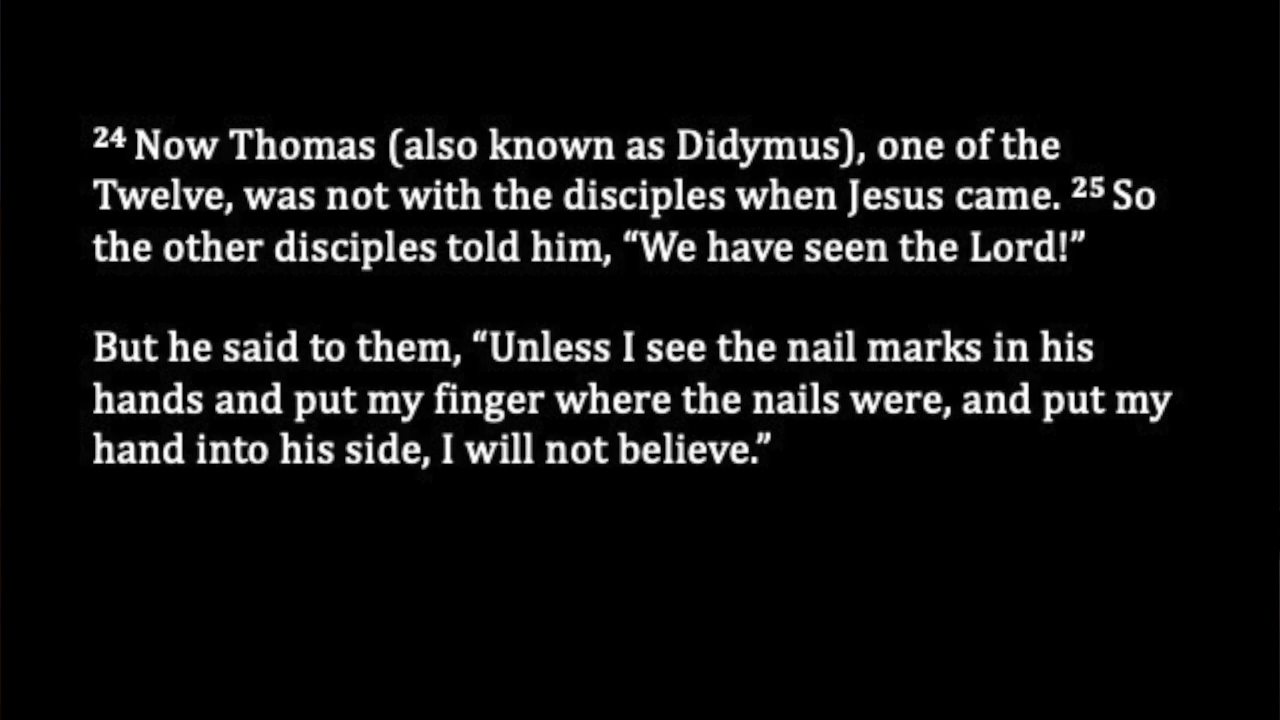 ²⁴ Now Thomas (also known as Didymus), one of the
Twelve, was not with the disciples when Jesus came. ²⁵ So
the other disciples told him, “We have seen the Lord!”
But he said to them, “Unless I see the nail marks in his
hands and put my finger where the nails were, and put my
hand into his side, I will not believe.”